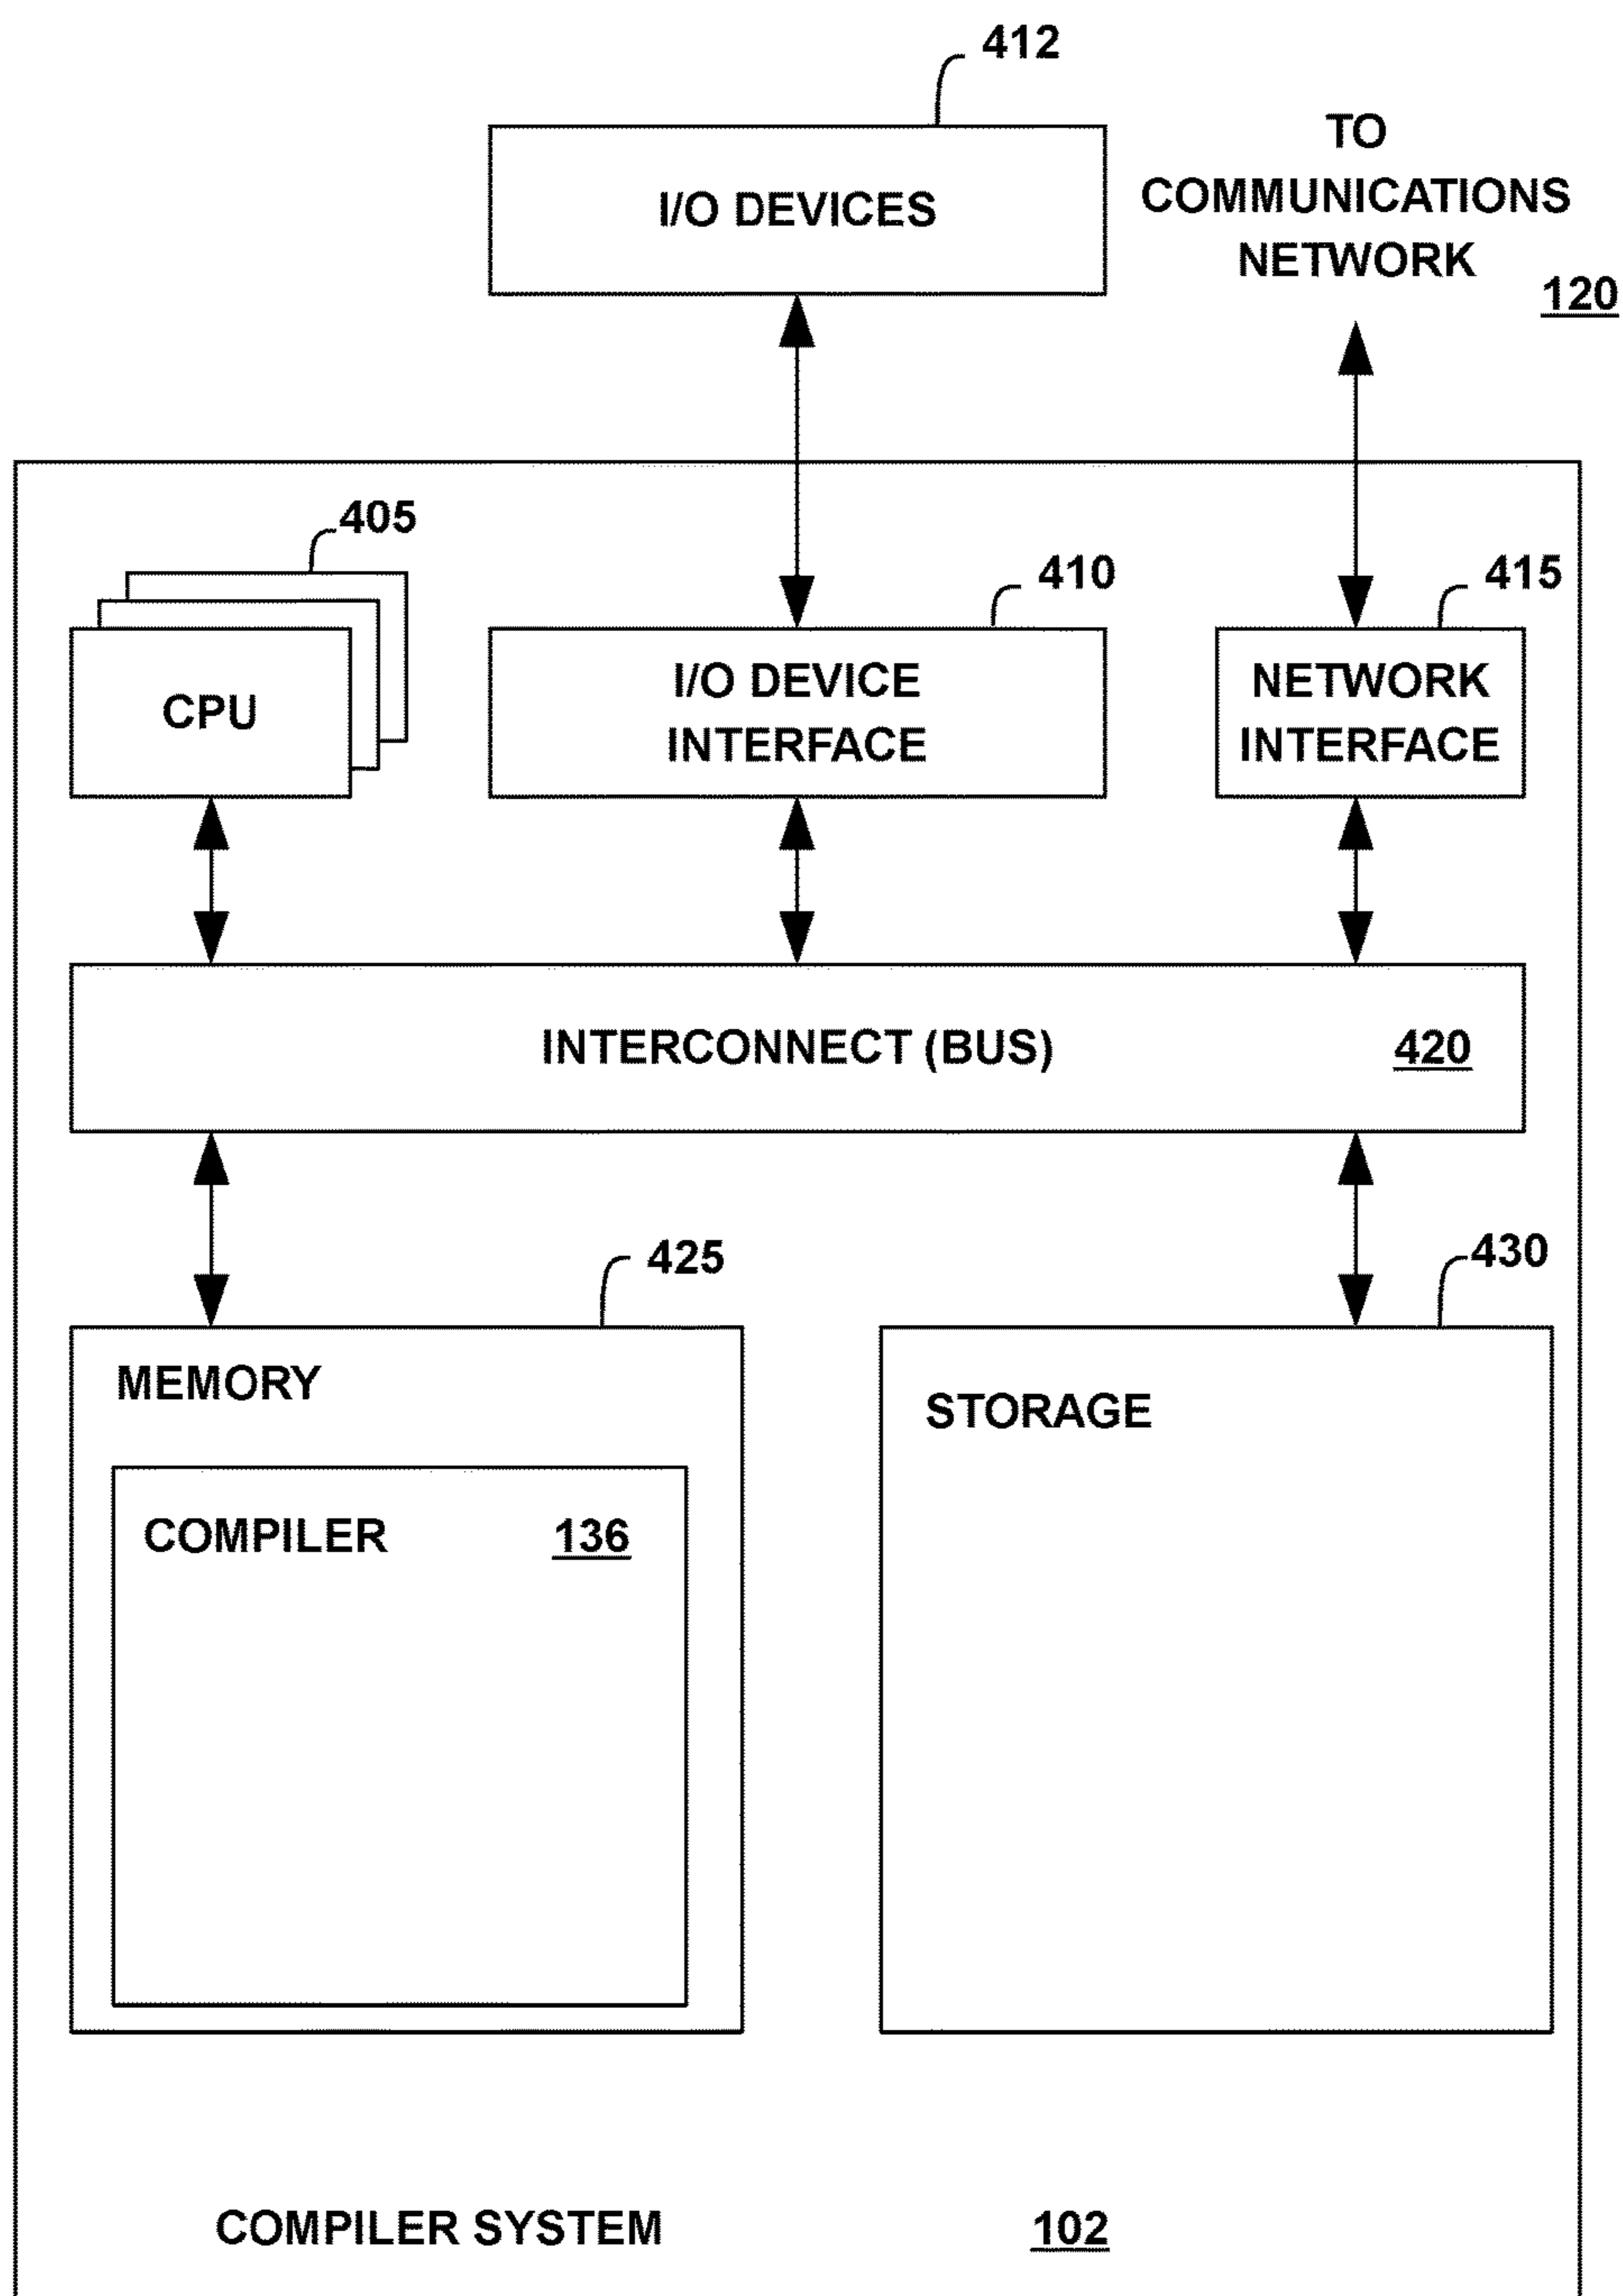 412
I/O DEVICES
TO
COMMUNICATIONS
NETWORK
120
405
CPU
410
I/O DEVICE
INTERFACE
415
NETWORK
INTERFACE
INTERCONNECT (BUS)
420
425
MEMORY
COMPILER
136
430
STORAGE
COMPILER SYSTEM
102